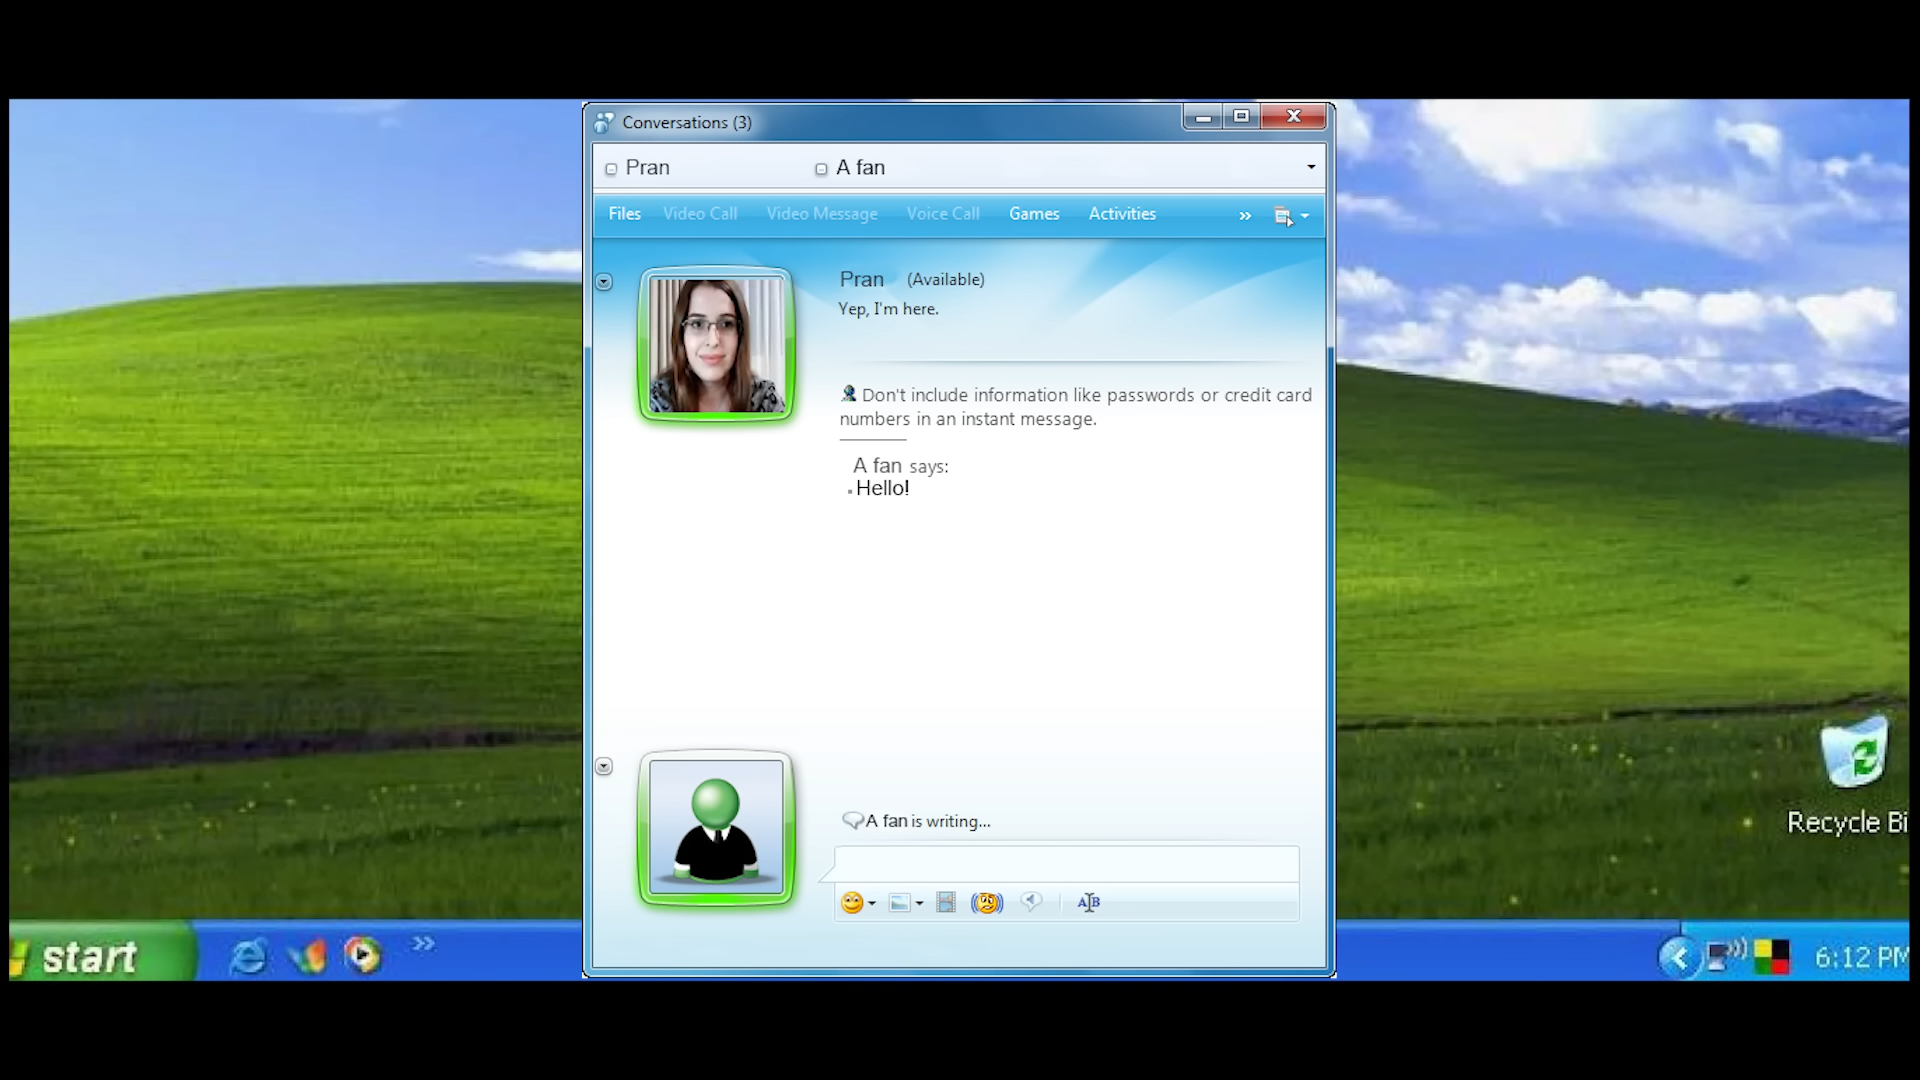 Conversations (3)
Pran
A fan
Files Video Call Video Message Voice Call Games Activities »
Pran (Available)
Yep, I'm here.
Don't include information like passwords or credit card
numbers in an instant message.
A fan says:
Hello!
A fan is writing...
AB
Recycle Bi
start
6:12 PM